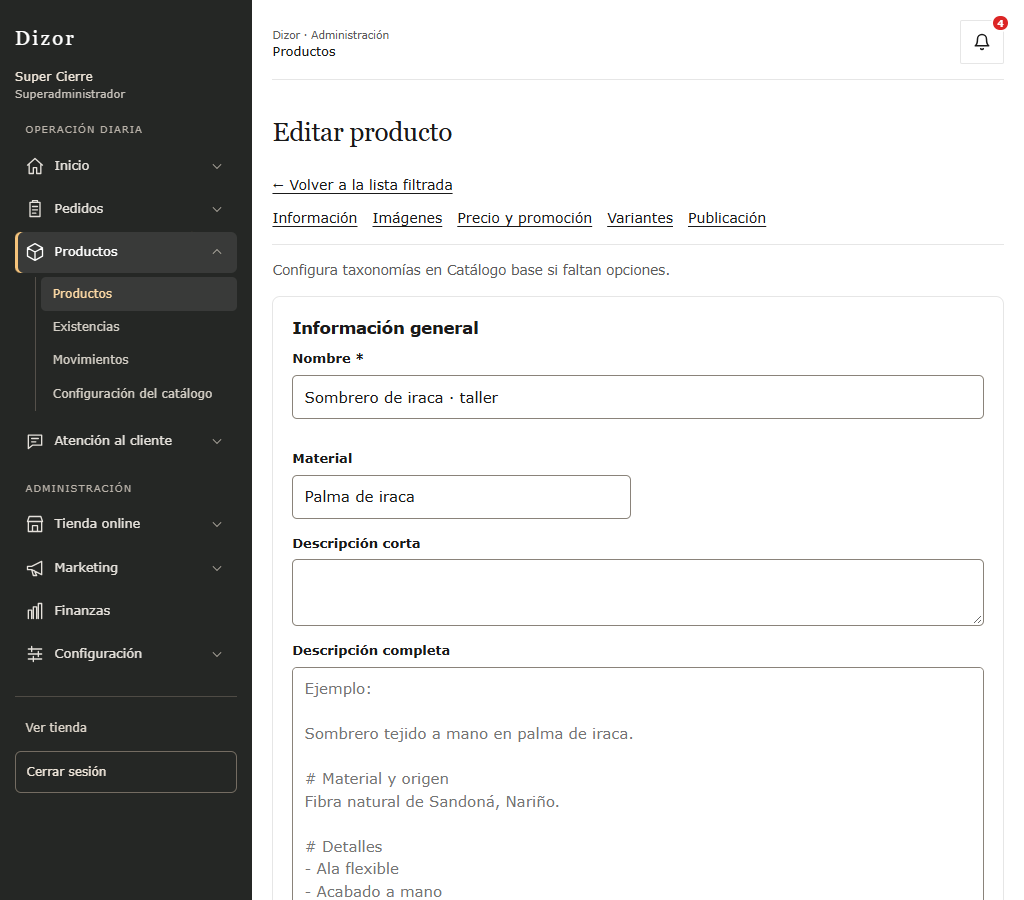 Dizor
Super Cierre
Superadministrador
OPERACIÓN DIARIA
Inicio
Pedidos
Productos
Productos
Existencias
Movimientos
Configuración del catálogo
Atención al cliente
ADMINISTRACIÓN
Tienda online
Marketing
Finanzas
Configuración
Ver tienda
Cerrar sesión
Dizor · Administración
Productos
4
Editar producto
← Volver a la lista filtrada
Información Imágenes Precio y promoción Variantes Publicación
Configura taxonomías en Catálogo base si faltan opciones.
Información general
Nombre *
Sombrero de iraca · taller
Material
Palma de iraca
Descripción corta
Descripción completa
Ejemplo:
Sombrero tejido a mano en palma de iraca.
# Material y origen
Fibra natural de Sandoná, Nariño.
# Detalles
- Ala flexible
- Acabado a mano